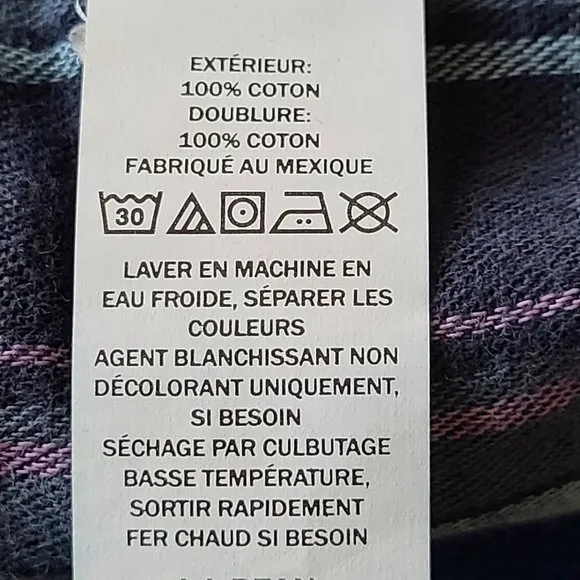 EXTÉRIEUR:
100% COTON
DOUBLURE:
100% COTON
FABRIQUÉ AU MEXIQUE
30
LAVER EN MACHINE EN
EAU FROIDE, SÉPARER LES
COULEURS
AGENT BLANCHISSANT NON
DÉCOLORANT UNIQUEMENT,
SI BESOIN
SÉCHAGE PAR CULBUTAGE
BASSE TEMPÉRATURE,
SORTIR RAPIDEMENT
FER CHAUD SI BESOIN